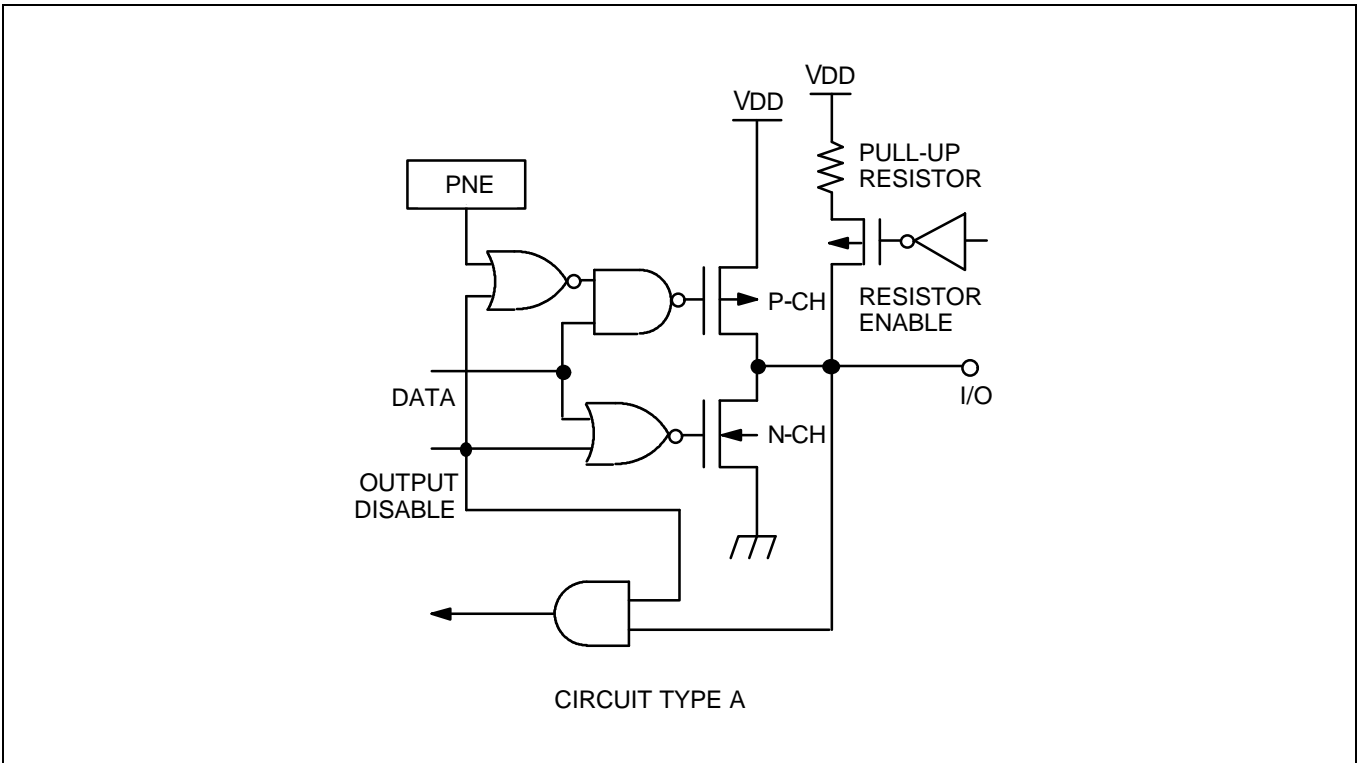 VDD
VDD
PULL-UP
RESISTOR
PNE
P-CH
RESISTOR
ENABLE
DATA
I/O
N-CH
OUTPUT
DISABLE
CIRCUIT TYPE A